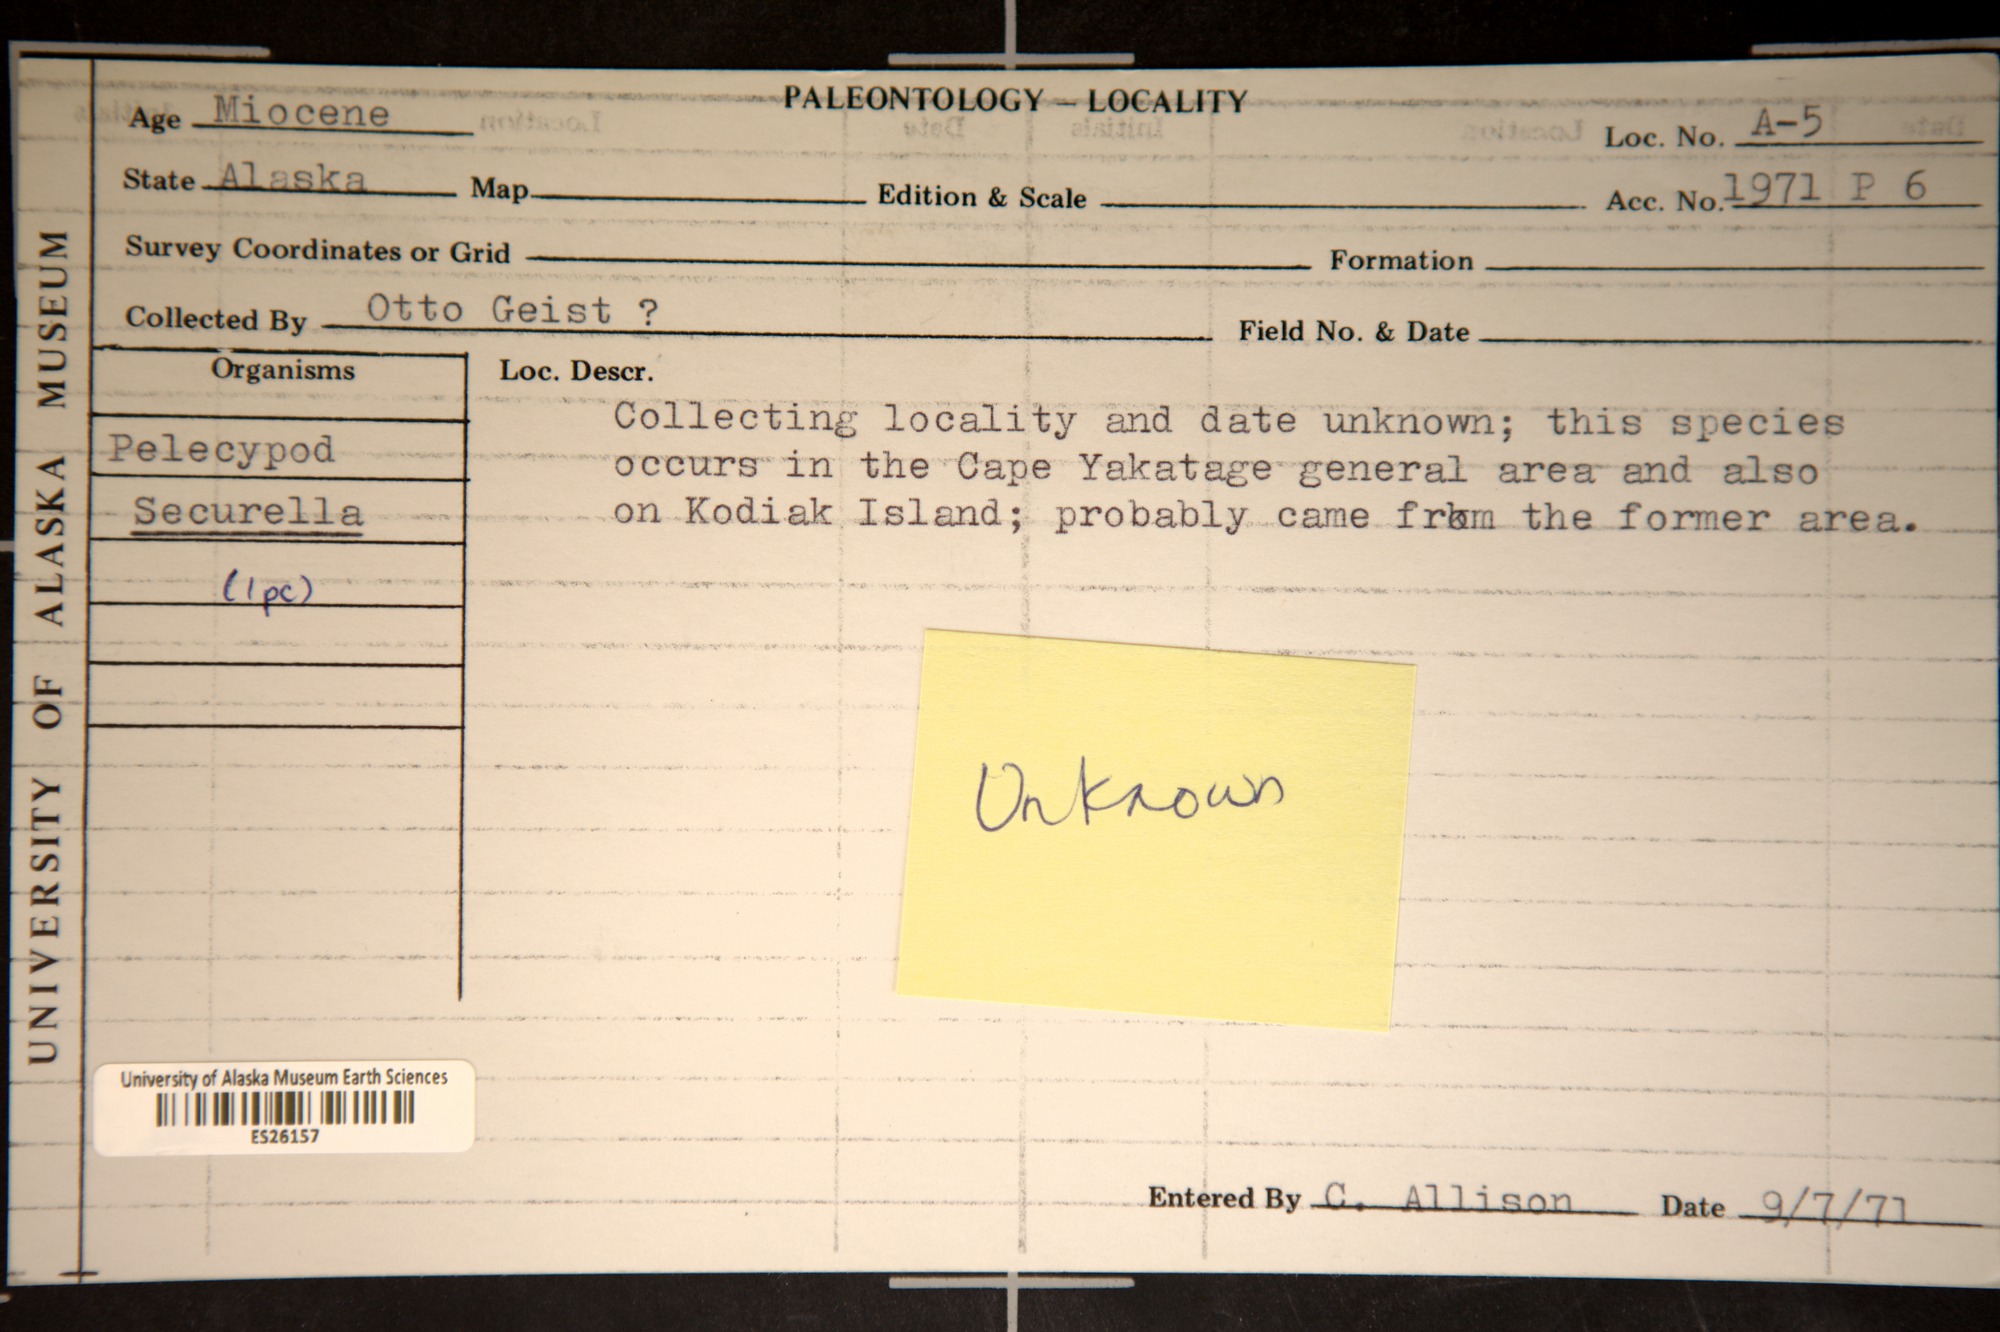 PALEONTOLOGY — LOCALITY
Age Miocene
Loc. No. A-5
State Alaska Map Edition & Scale Acc. No. 1971 P 6
Survey Coordinates or Grid Formation
Collected By Otto Geist ? Field No. & Date
Organisms
Pelecypod
Securella
(1 pc)
Loc. Descr.
Collecting locality and date unknown; this species
occurs in the Cape Yakatage general area and also
on Kodiak Island; probably came from the former area.
Unknown
UNIVERSITY OF ALASKA MUSEUM
University of Alaska Museum Earth Sciences
ES26157
Entered By C. Allison Date 9/7/71